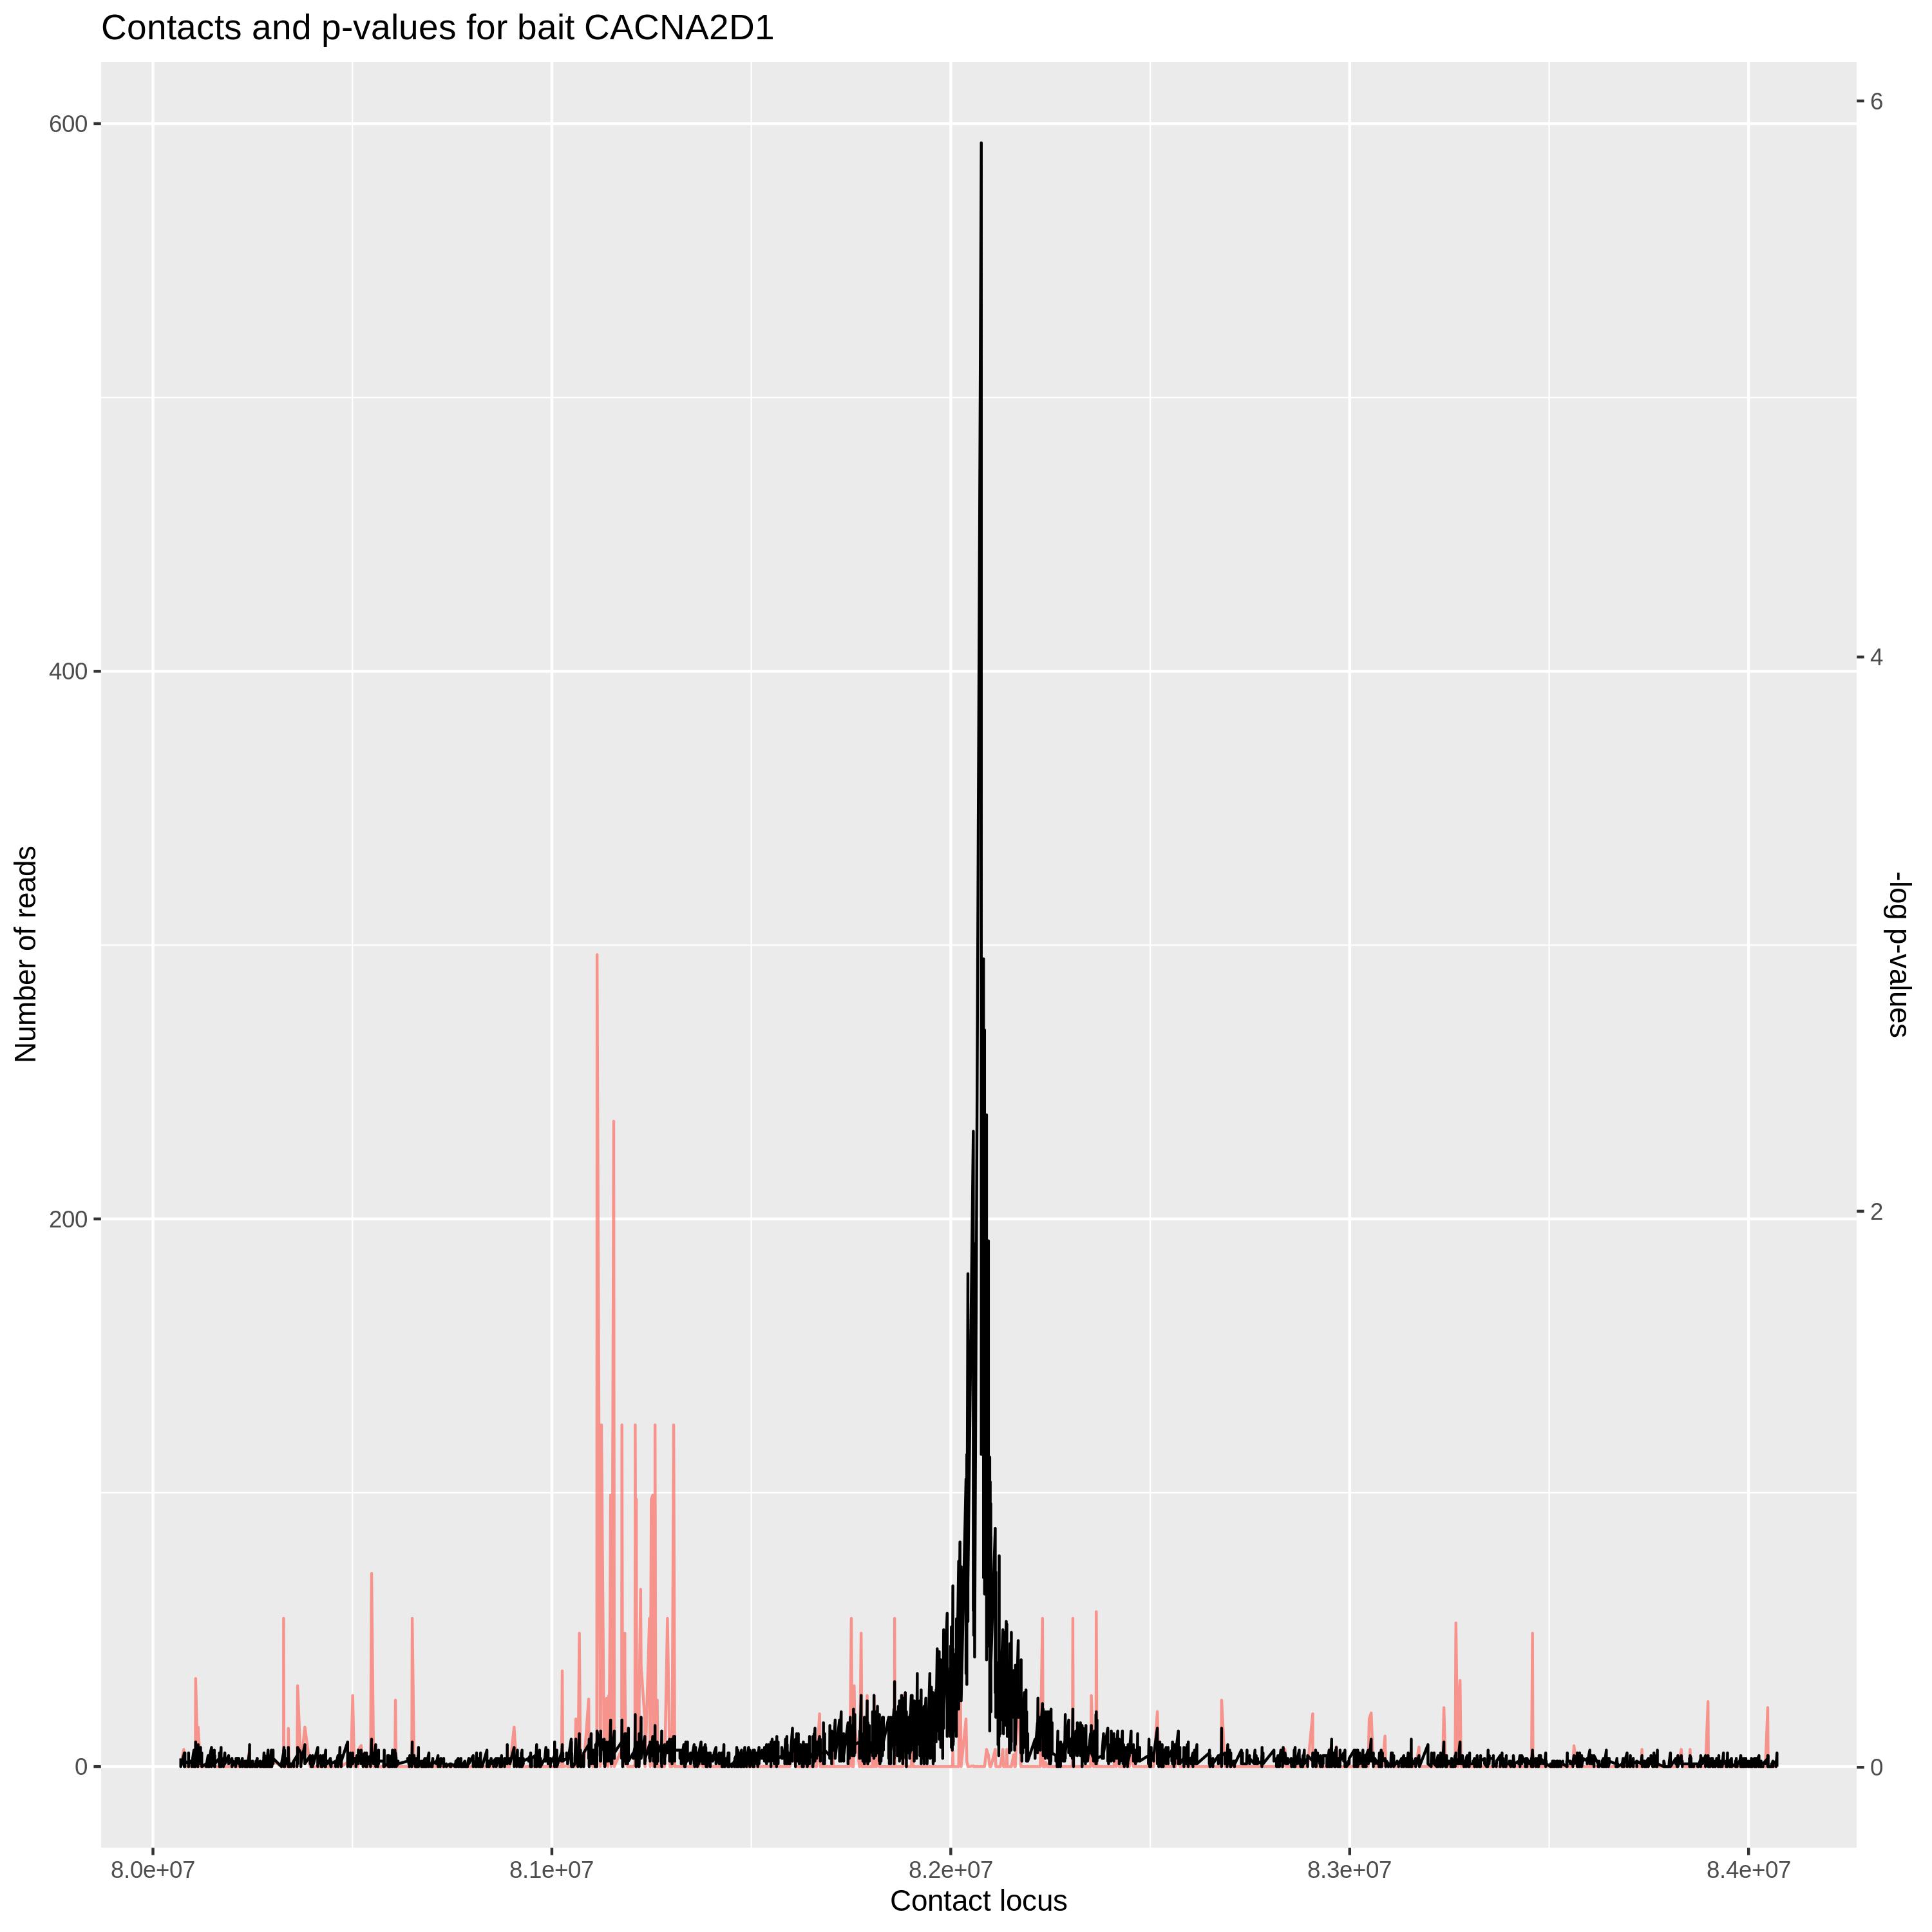 Contacts and p-values for bait CACNA2D1
600
400
200
0
Number of reads
6
4
2
0
-log p-values
8.0e+07
8.1e+07
8.2e+07
8.3e+07
8.4e+07
Contact locus